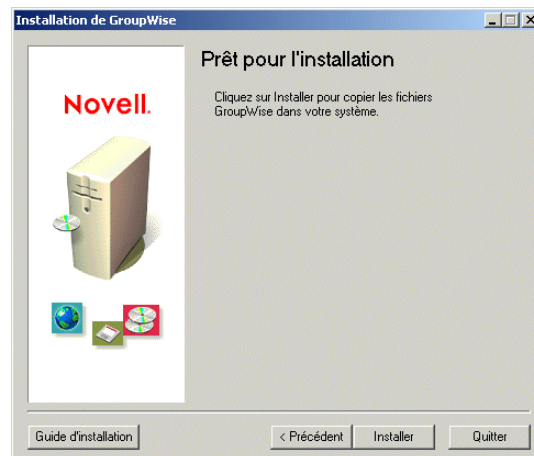 Installation de GroupWise
Prêt pour l'installation
Novell.
Cliquez sur Installer pour copier les fichiers
GroupWise dans votre système.
Guide d'installation
< Précédent
Installer
Quitter